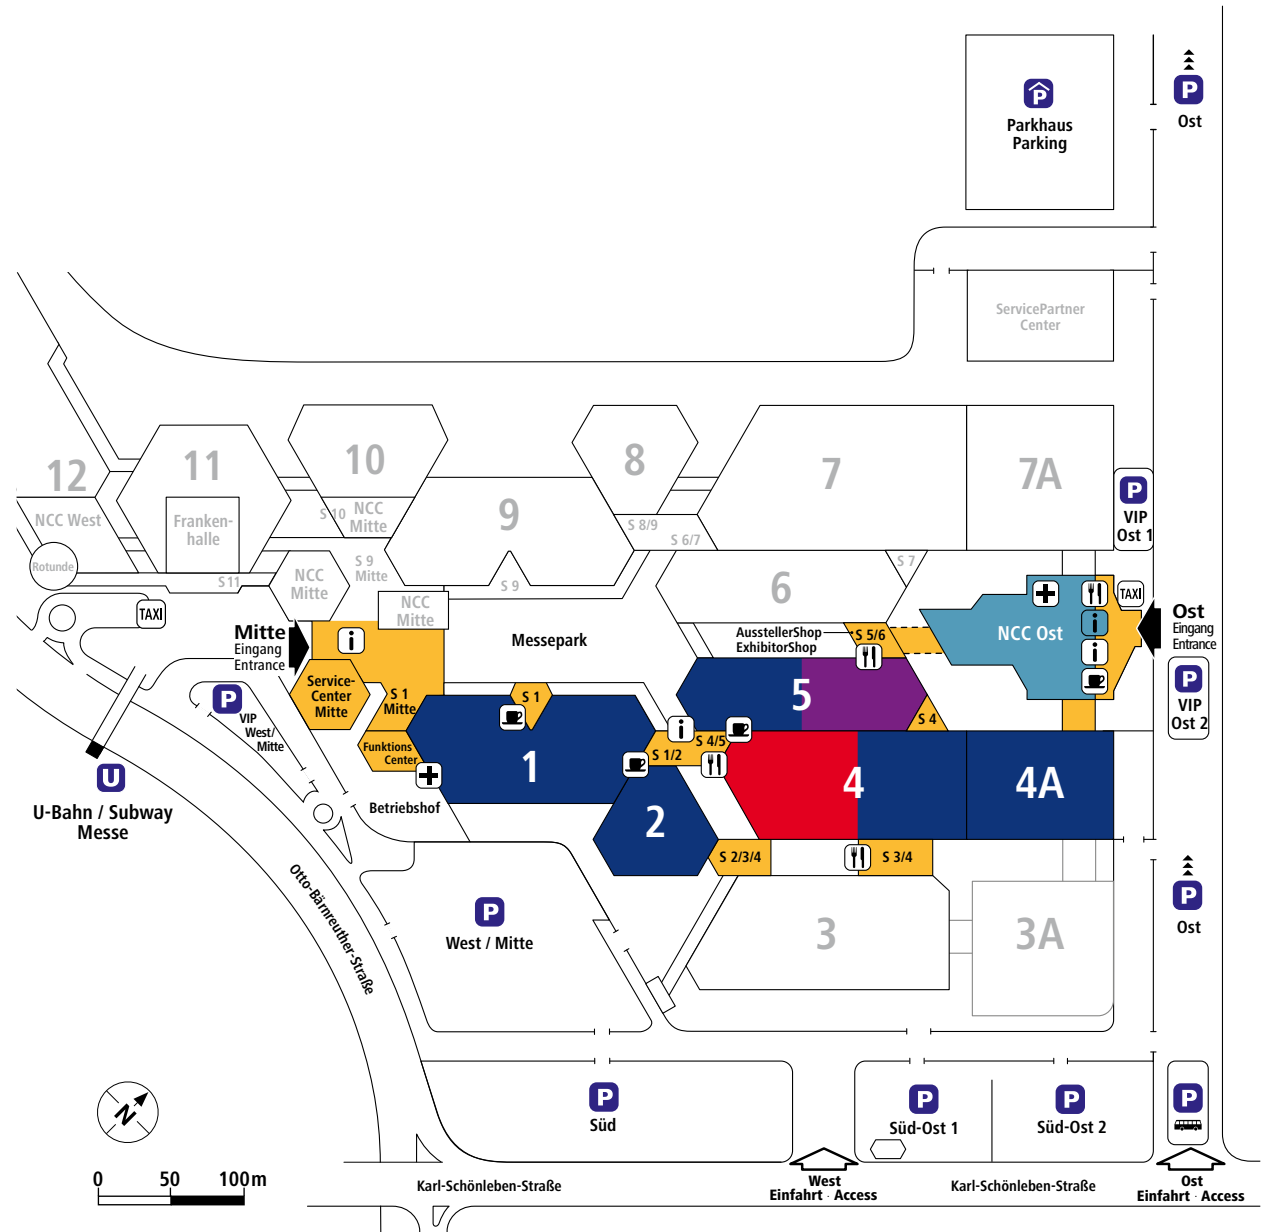 P
Parkhaus
Parking
P
Ost
ServicePartner
Center
12
NCC West
Rotunde
11
Franken-
halle
S 11
10
S 10
NCC
Mitte
S 9
Mitte
NCC
Mitte
NCC
Mitte
9
S 9
8
S 8/9
S 6/7
7
7A
S 7
P
VIP
Ost 1
6
TAXI
Mitte
Eingang
Entrance
i
Messepark
AusstellerShop
ExhibitorShop
S 5/6
NCC Ost
i
i
TAXI
Ost
Eingang
Entrance
P
VIP
Ost 2
Service-
Center
Mitte
S 1
Mitte
Funktions
Center
P
VIP
West/
Mitte
S 1
1
i
S 4/5
S 1/2
5
S 4
4
4A
2
U
U-Bahn / Subway
Messe
Betriebshof
S 2/3/4
S 3/4
3
3A
P
West / Mitte
P
Ost
Otto-Bärnreuther-Straße
N
0 50 100m
P
Süd
P
Süd-Ost 1
P
Süd-Ost 2
P
Karl-Schönleben-Straße
West
Einfahrt · Access
Karl-Schönleben-Straße
Ost
Einfahrt · Access